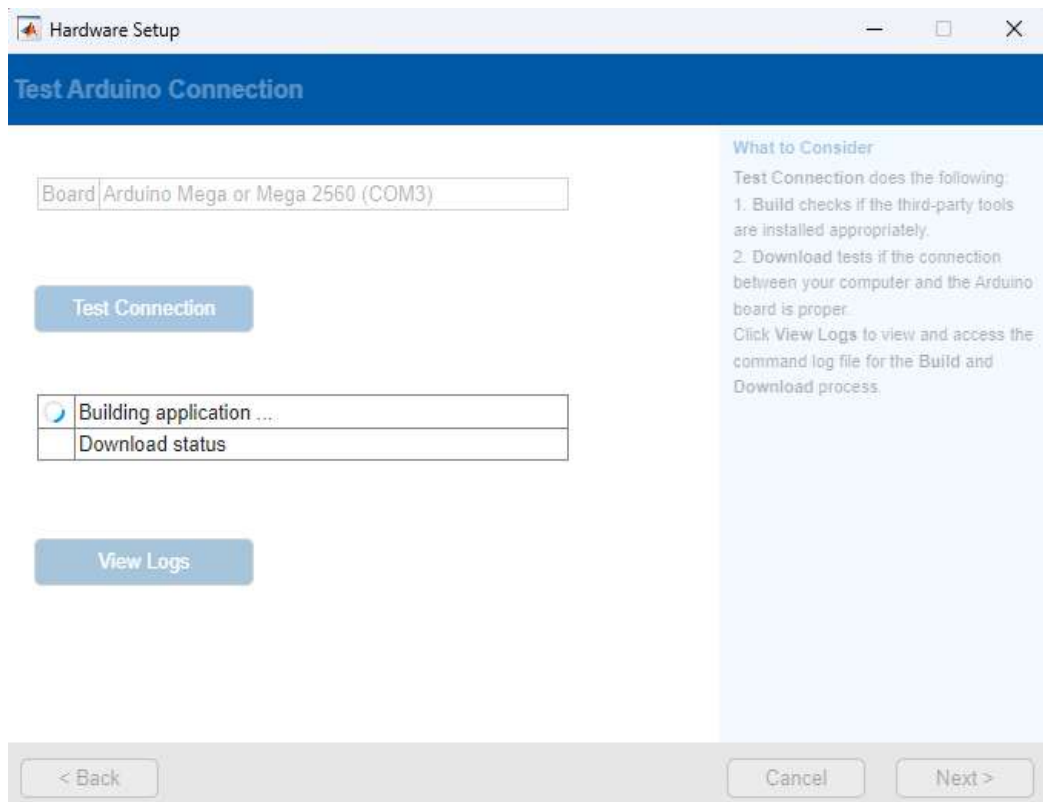 Hardware Setup
Test Arduino Connection
Board Arduino Mega or Mega 2560 (COM3)
Test Connection
Building application ...
Download status
View Logs
What to Consider
Test Connection does the following:
1. Build checks if the third-party tools
are installed appropriately.
2. Download tests if the connection
between your computer and the Arduino
board is proper.
Click View Logs to view and access the
command log file for the Build and
Download process.
< Back
Cancel
Next >